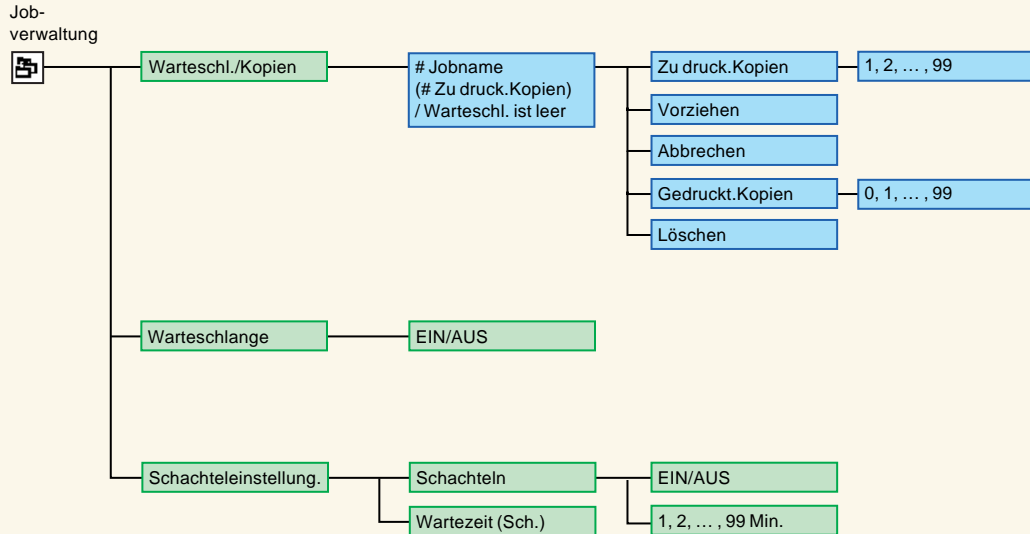 Job-
verwaltung
Warteschl./Kopien
# Jobname
(# Zu druck.Kopien)
/ Warteschl. ist leer
Zu druck.Kopien
1, 2, ... , 99
Vorziehen
Abbrechen
Gedruckt.Kopien
0, 1, ... , 99
Löschen
Warteschlange
EIN/AUS
Schachteleinstellung.
Schachteln
EIN/AUS
Wartezeit (Sch.)
1, 2, ... , 99 Min.